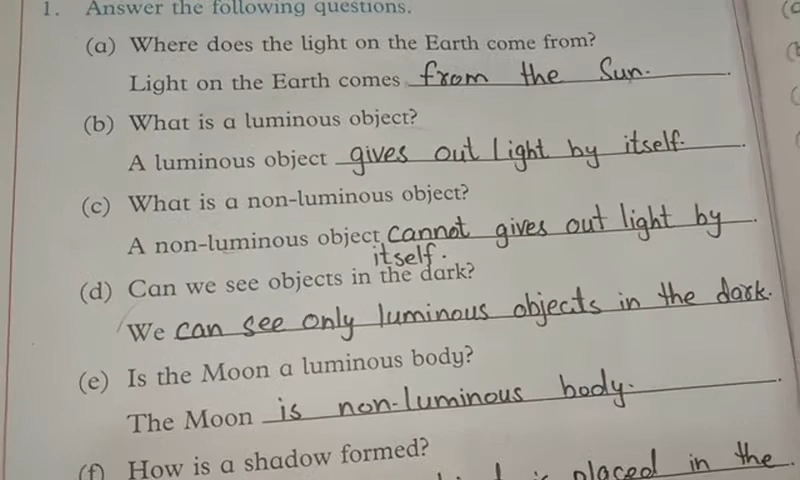 1. Answer the following questions.
(a) Where does the light on the Earth come from?
Light on the Earth comes from the Sun.
(b) What is a luminous object?
A luminous object gives out light by itself.
(c) What is a non-luminous object?
A non-luminous object cannot gives out light by
itself.
(d) Can we see objects in the dark?
We can see only luminous objects in the dark.
(e) Is the Moon a luminous body?
The Moon is non-luminous body.
(f) How is a shadow formed?
is placed in the